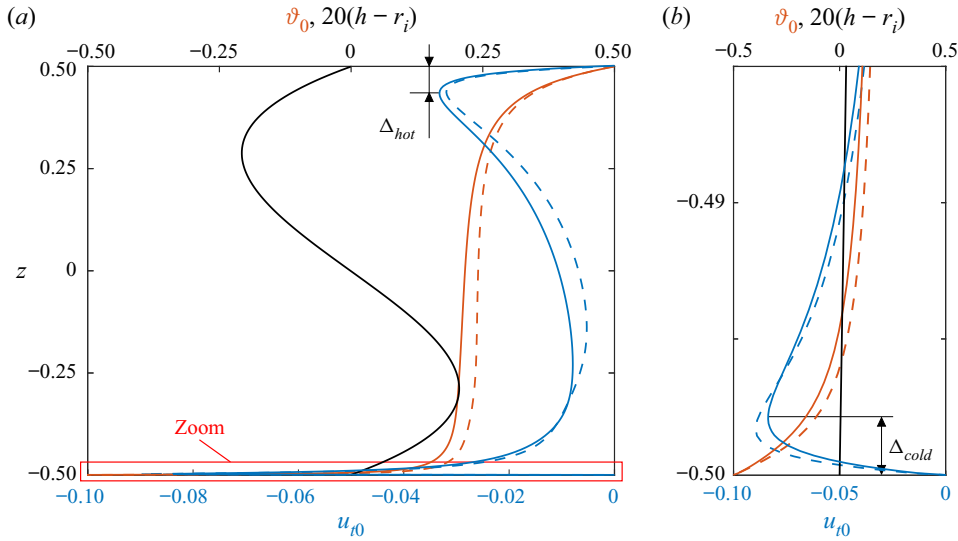 (a) ϑ₀, 20(h − rᵢ)
−0.50 −0.25 0 0.25 0.50
0.50
Δhot
0.25
z 0
−0.25
Zoom
−0.50
−0.10 −0.08 −0.06 −0.04 −0.02 0
uₜ₀
(b) ϑ₀, 20(h − rᵢ)
−0.5 0 0.5
−0.49
Δcold
−0.50
−0.10 −0.05 0
uₜ₀